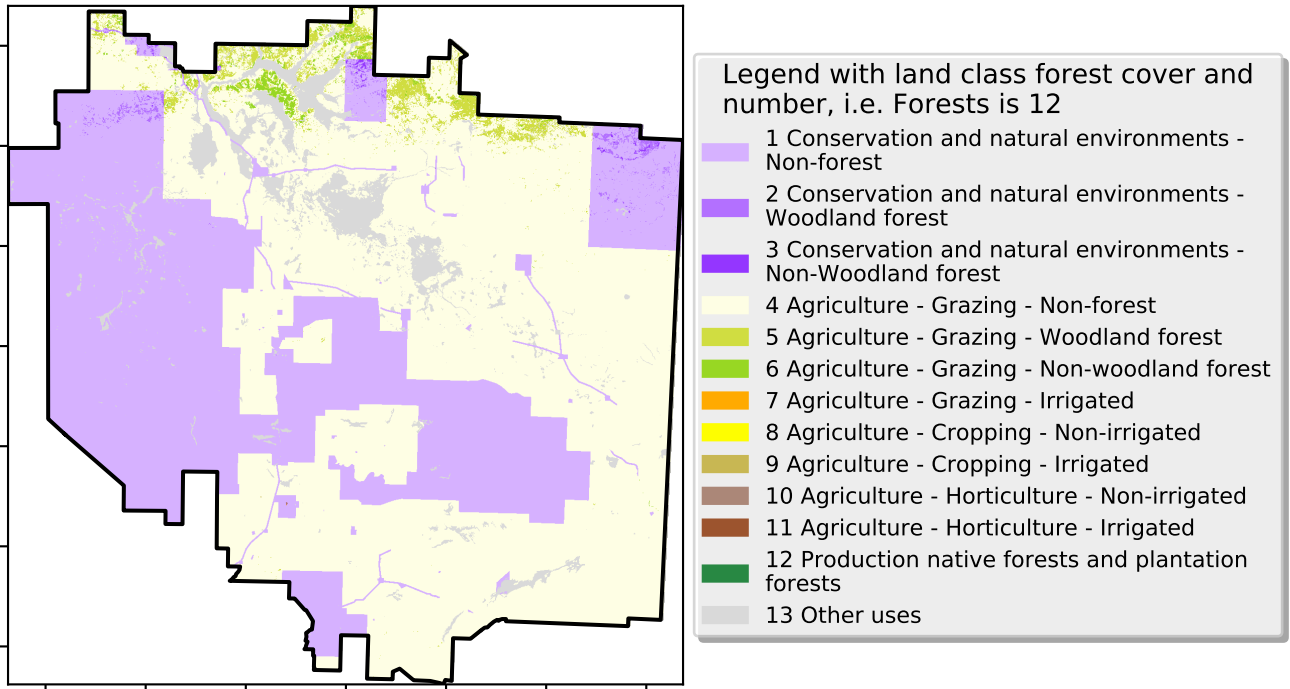 Legend with land class forest cover and
number, i.e. Forests is 12
1 Conservation and natural environments -
Non-forest
2 Conservation and natural environments -
Woodland forest
3 Conservation and natural environments -
Non-Woodland forest
4 Agriculture - Grazing - Non-forest
5 Agriculture - Grazing - Woodland forest
6 Agriculture - Grazing - Non-woodland forest
7 Agriculture - Grazing - Irrigated
8 Agriculture - Cropping - Non-irrigated
9 Agriculture - Cropping - Irrigated
10 Agriculture - Horticulture - Non-irrigated
11 Agriculture - Horticulture - Irrigated
12 Production native forests and plantation
forests
13 Other uses